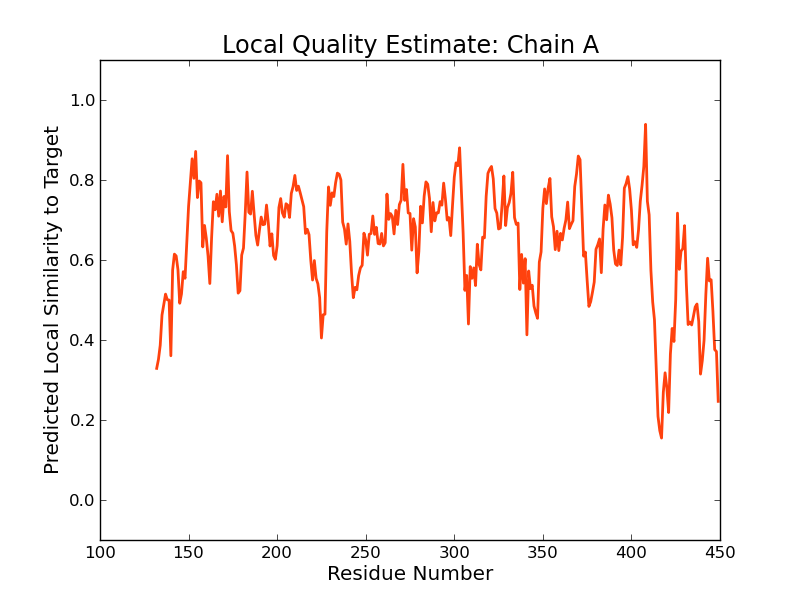 Local Quality Estimate: Chain A
Predicted Local Similarity to Target
1.0
0.8
0.6
0.4
0.2
0.0
100 150 200 250 300 350 400 450
Residue Number